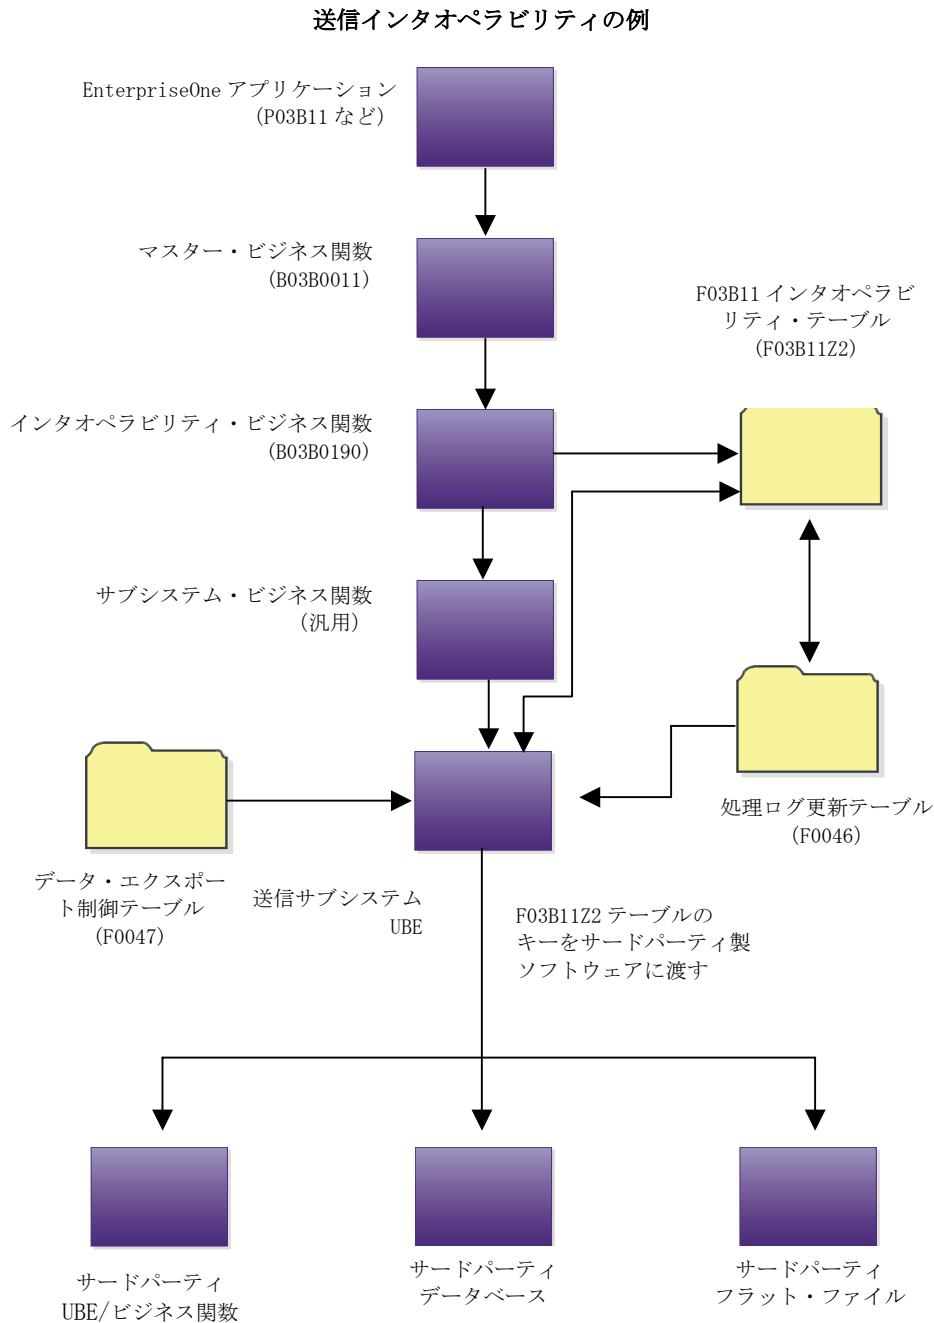 送信インタオペラビリティの例
EnterpriseOne アプリケーション
(P03B11 など)
マスター・ビジネス関数
(B03B0011)
F03B11 インタオペラビ
リティ・テーブル
(F03B11Z2)
インタオペラビリティ・ビジネス関数
(B03B0190)
サブシステム・ビジネス関数
(汎用)
処理ログ更新テーブル
(F0046)
データ・エクスポー
ト制御テーブル
(F0047)
送信サブシステム
UBE
F03B11Z2 テーブルの
キーをサードパーティ製
ソフトウェアに渡す
サードパーティ
UBE/ビジネス関数
サードパーティ
データベース
サードパーティ
フラット・ファイル